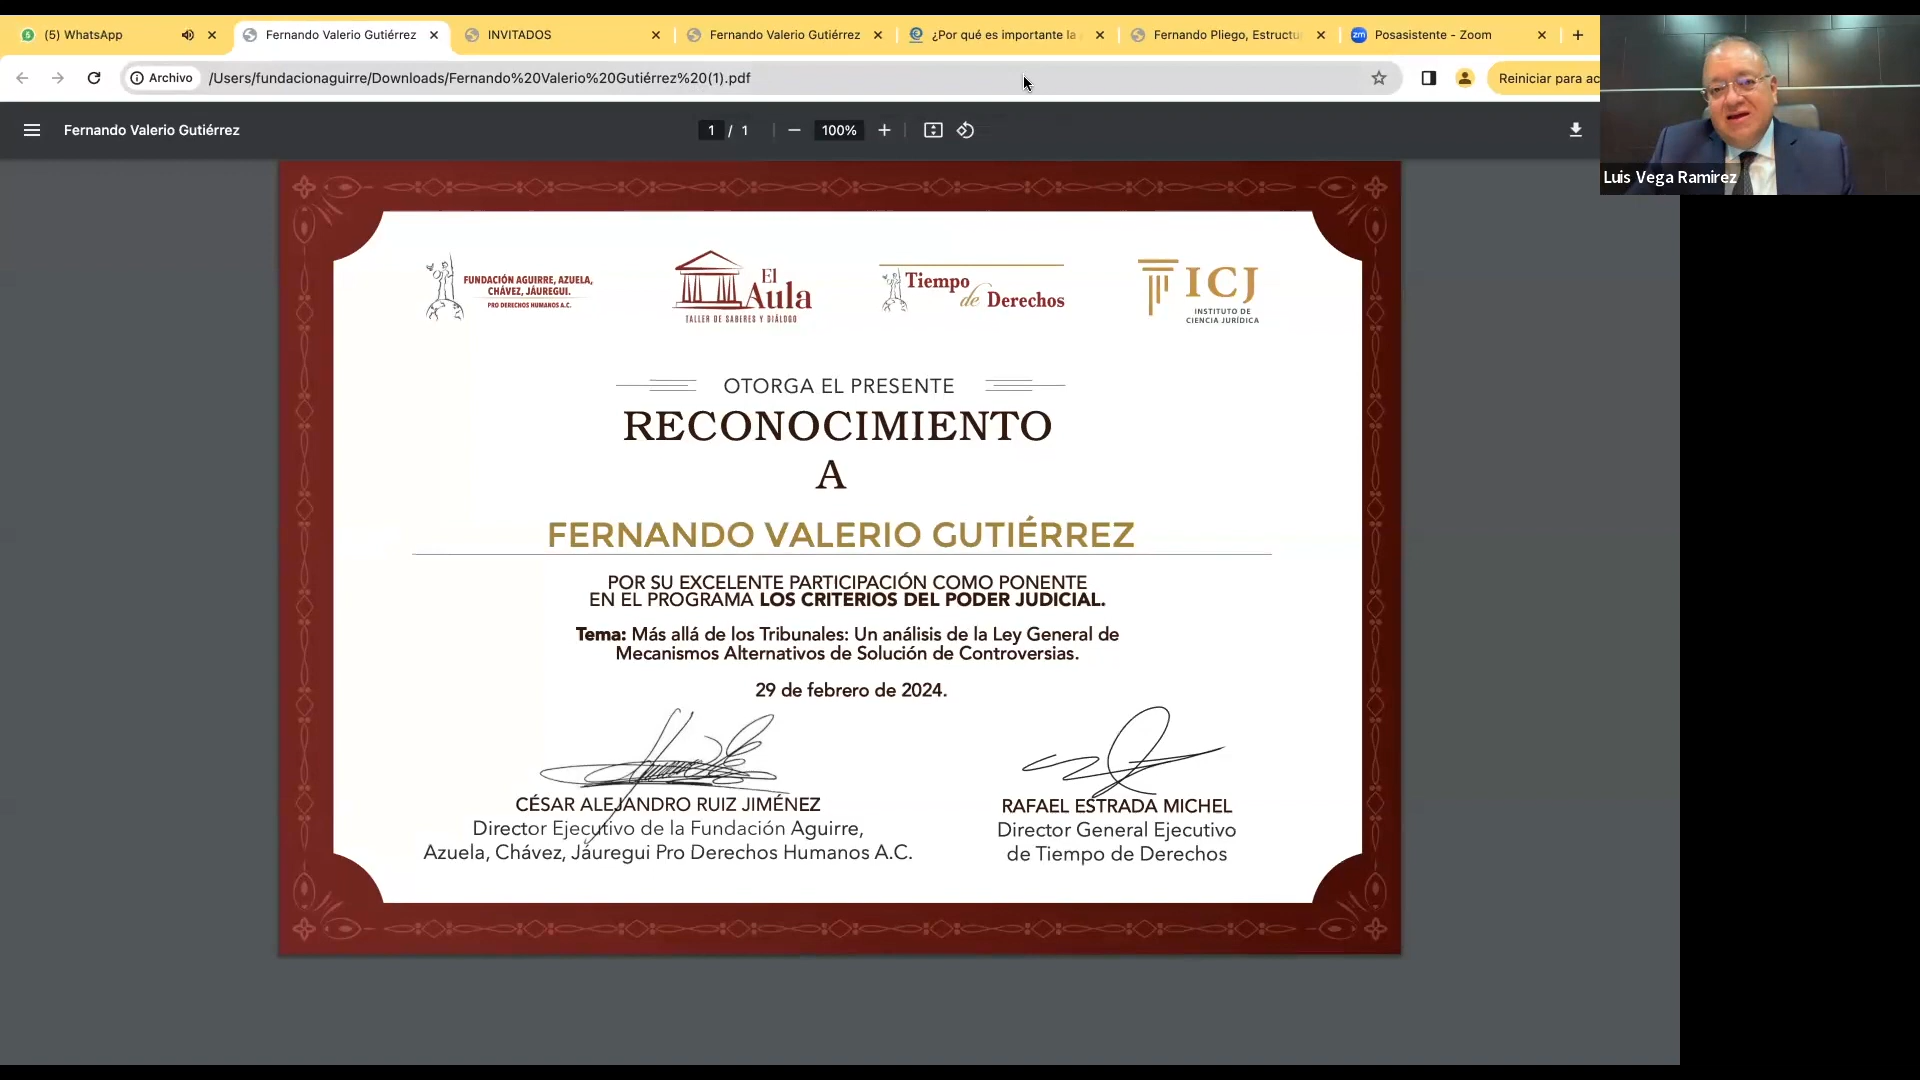 (5) WhatsApp
Fernando Valerio Gutiérrez
INVITADOS
Fernando Valerio Gutiérrez
¿Por qué es importante la
Fernando Pliego, Estructu
zm
Posasistente - Zoom
Archivo
/Users/fundacionaguirre/Downloads/Fernando%20Valerio%20Gutiérrez%20(1).pdf
Reiniciar para ac
Fernando Valerio Gutiérrez
1 / 1
100%
Luis Vega Ramirez
FUNDACIÓN AGUIRRE, AZUELA,
CHÁVEZ, JÁUREGUI.
PRO DERECHOS HUMANOS A.C.
El
Aula
TALLER DE SABERES Y DIÁLOGO
Tiempo
de Derechos
ICJ
INSTITUTO DE
CIENCIA JURÍDICA
OTORGA EL PRESENTE
RECONOCIMIENTO
A
FERNANDO VALERIO GUTIÉRREZ
POR SU EXCELENTE PARTICIPACIÓN COMO PONENTE
EN EL PROGRAMA LOS CRITERIOS DEL PODER JUDICIAL.
Tema: Más allá de los Tribunales: Un análisis de la Ley General de
Mecanismos Alternativos de Solución de Controversias.
29 de febrero de 2024.
CÉSAR ALEJANDRO RUIZ JIMÉNEZ
Director Ejecutivo de la Fundación Aguirre,
Azuela, Chávez, Jáuregui Pro Derechos Humanos A.C.
RAFAEL ESTRADA MICHEL
Director General Ejecutivo
de Tiempo de Derechos